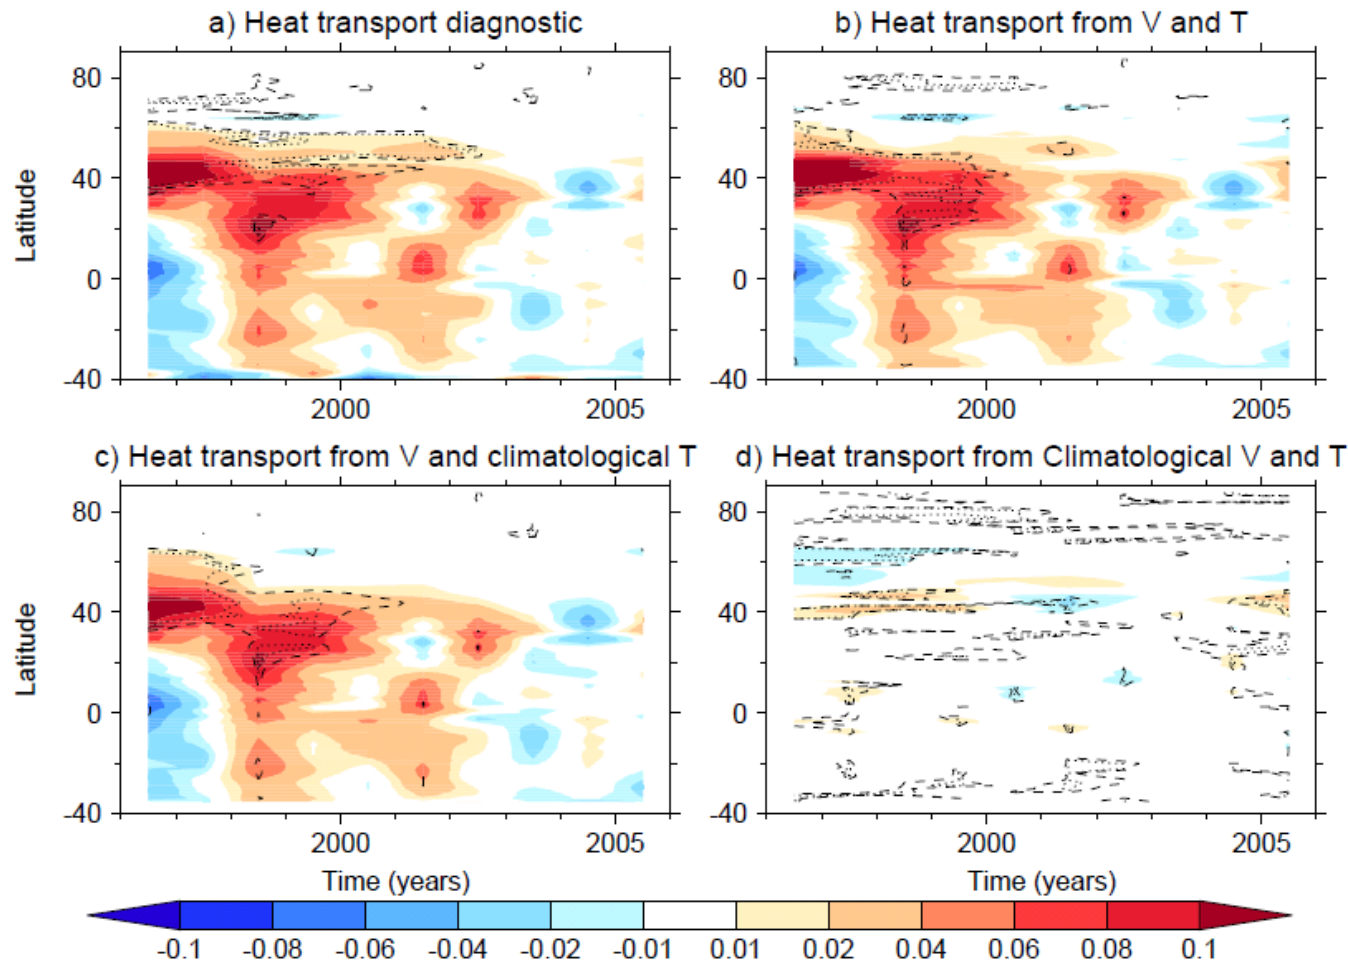 a) Heat transport diagnostic
b) Heat transport from V and T
80
40
0
-40
Latitude
2000
2005
80
40
0
-40
2000
2005
c) Heat transport from V and climatological T
d) Heat transport from Climatological V and T
80
40
0
-40
Latitude
2000
2005
Time (years)
80
40
0
-40
2000
2005
Time (years)
-0.1 -0.08 -0.06 -0.04 -0.02 -0.01 0.01 0.02 0.04 0.06 0.08 0.1